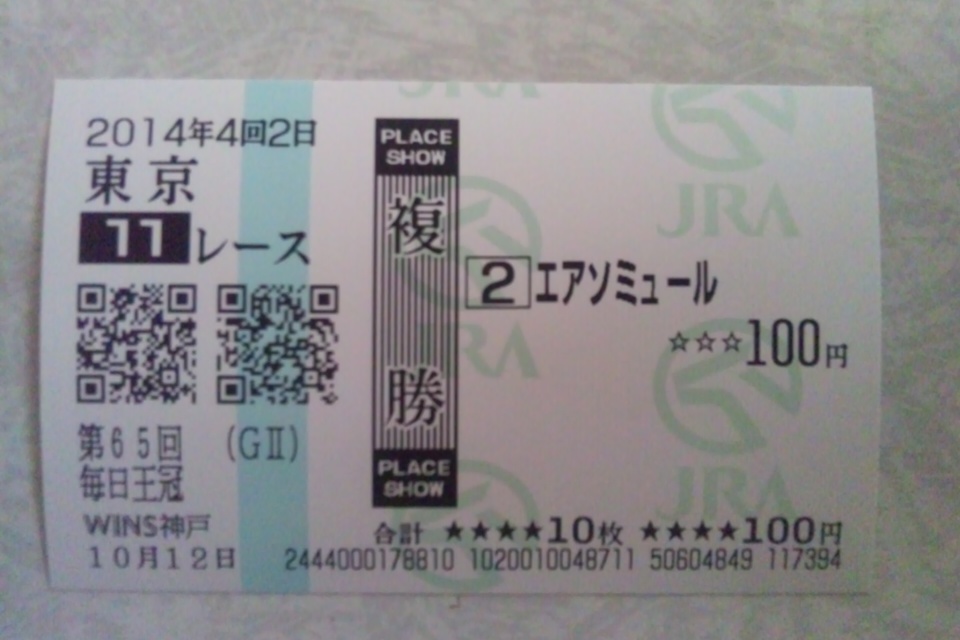 2014年4回2日
東京
11レース
第65回 (GⅡ)
毎日王冠
WINS神戸
10月12日
PLACE SHOW
複勝
PLACE SHOW
2 エアソミュール
☆☆☆100円
合計 ★★★★10枚 ★★★★100円
2444000178810 1020010048711 50604849 117394
JRA
JRA
JRA
JRA